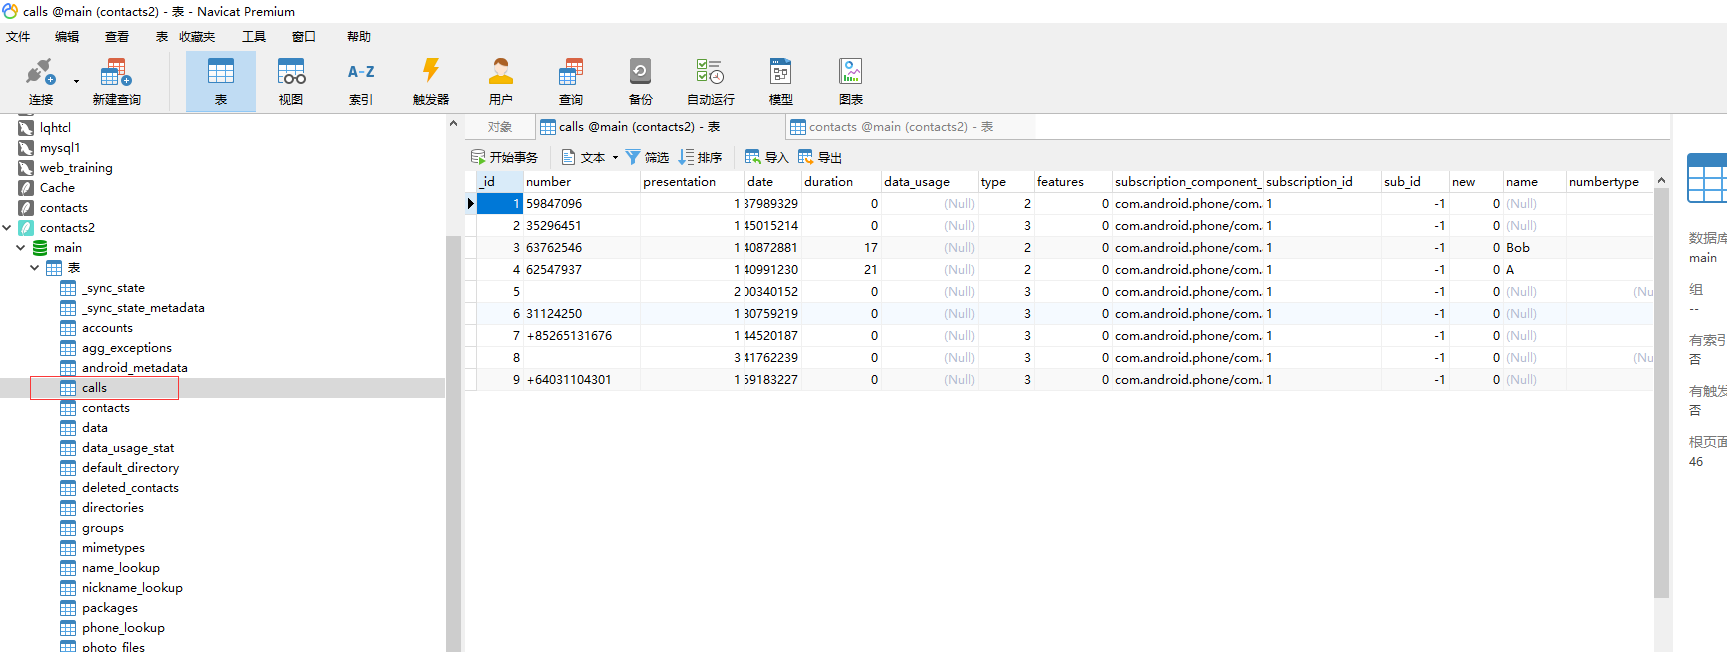 calls @main (contacts2) - 表 - Navicat Premium
文件 编辑 查看 表 收藏夹 工具 窗口 帮助
连接 新建查询 表 视图 A-Z 索引 触发器 用户 查询 备份 自动运行 模型 图表
lqhtcl
mysql1
web_training
Cache
contacts
contacts2
main
表
_sync_state
_sync_state_metadata
accounts
agg_exceptions
android_metadata
calls
contacts
data
data_usage_stat
default_directory
deleted_contacts
directories
groups
mimetypes
name_lookup
nickname_lookup
packages
phone_lookup
photo_files
对象 calls @main (contacts2) - 表 contacts @main (contacts2) - 表
开始事务 文本 筛选 排序 导入 导出
_id number presentation date duration data_usage type features subscription_component_ subscription_id sub_id new name numbertype
1 59847096 1 37989329 0 (Null) 2 0 com.android.phone/com. 1 -1 0 (Null)
2 35296451 1 45015214 0 (Null) 3 0 com.android.phone/com. 1 -1 0 (Null)
3 63762546 1 40872881 17 (Null) 2 0 com.android.phone/com. 1 -1 0 Bob
4 62547937 1 40991230 21 (Null) 2 0 com.android.phone/com. 1 -1 0 A
5 2 00340152 0 (Null) 3 0 com.android.phone/com. 1 -1 0 (Null) (Nu
6 31124250 1 30759219 0 (Null) 3 0 com.android.phone/com. 1 -1 0 (Null)
7 +85265131676 1 44520187 0 (Null) 3 0 com.android.phone/com. 1 -1 0 (Null)
8 3 41762239 0 (Null) 3 0 com.android.phone/com. 1 -1 0 (Null) (Nu
9 +64031104301 1 59183227 0 (Null) 3 0 com.android.phone/com. 1 -1 0 (Null)
数据库
main
组
--
有索引
否
有触发
否
根页面
46